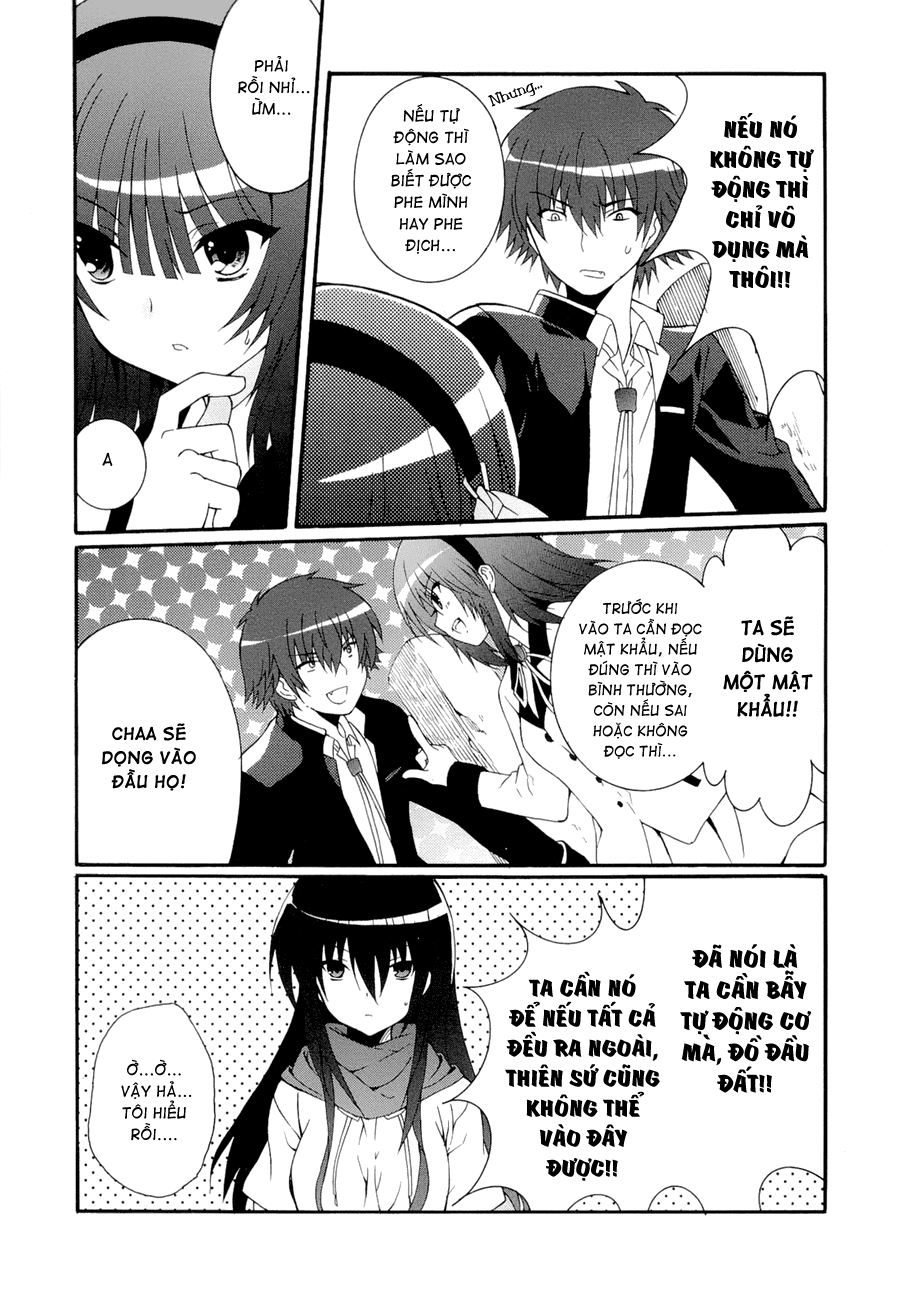 NẾU NÓ
KHÔNG TỰ
ĐỘNG THÌ
CHỈ VÔ
DỤNG MÀ
THÔI!!
Nhưng...
NẾU TỰ
ĐỘNG THÌ
LÀM SAO
BIẾT ĐƯỢC
PHE MÌNH
HAY PHE
ĐỊCH...
PHẢI
RỒI NHỈ...
ỪM...
A
TA SẼ
DÙNG
MỘT MẬT
KHẨU!!
TRƯỚC KHI
VÀO TA CẦN ĐỌC
MẬT KHẨU, NẾU
ĐÚNG THÌ VÀO
BÌNH THƯỜNG,
CÒN NẾU SAI
HOẶC KHÔNG
ĐỌC THÌ...
CHAA SẼ
DỌNG VÀO
ĐẦU HỌ!
ĐÃ NÓI LÀ
TA CẦN BẪY
TỰ ĐỘNG CƠ
MÀ, ĐỒ ĐẦU
ĐẤT!!
TA CẦN NÓ
ĐỂ NẾU TẤT CẢ
ĐỀU RA NGOÀI,
THIÊN SỨ CŨNG
KHÔNG THỂ
VÀO ĐÂY
ĐƯỢC!!
Ờ...Ờ...
VẬY HẢ...
TÔI HIỂU
RỒI....